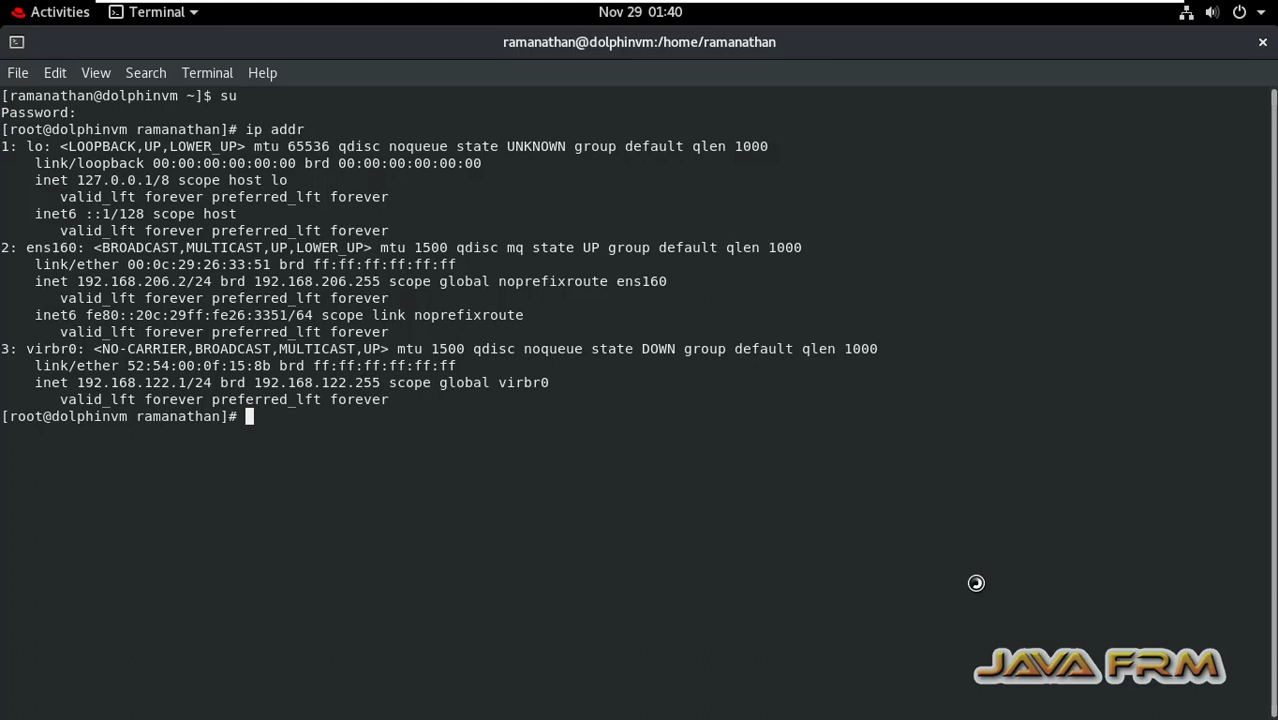 Activities Terminal Nov 29 01:40
ramanathan@dolphinvm:/home/ramanathan ×
File Edit View Search Terminal Help
[ramanathan@dolphinvm ~]$ su
Password:
[root@dolphinvm ramanathan]# ip addr
1: lo: <LOOPBACK,UP,LOWER_UP> mtu 65536 qdisc noqueue state UNKNOWN group default qlen 1000
    link/loopback 00:00:00:00:00:00 brd 00:00:00:00:00:00
    inet 127.0.0.1/8 scope host lo
       valid_lft forever preferred_lft forever
    inet6 ::1/128 scope host
       valid_lft forever preferred_lft forever
2: ens160: <BROADCAST,MULTICAST,UP,LOWER_UP> mtu 1500 qdisc mq state UP group default qlen 1000
    link/ether 00:0c:29:26:33:51 brd ff:ff:ff:ff:ff:ff
    inet 192.168.206.2/24 brd 192.168.206.255 scope global noprefixroute ens160
       valid_lft forever preferred_lft forever
    inet6 fe80::20c:29ff:fe26:3351/64 scope link noprefixroute
       valid_lft forever preferred_lft forever
3: virbr0: <NO-CARRIER,BROADCAST,MULTICAST,UP> mtu 1500 qdisc noqueue state DOWN group default qlen 1000
    link/ether 52:54:00:0f:15:8b brd ff:ff:ff:ff:ff:ff
    inet 192.168.122.1/24 brd 192.168.122.255 scope global virbr0
       valid_lft forever preferred_lft forever
[root@dolphinvm ramanathan]#
JAVA FRM